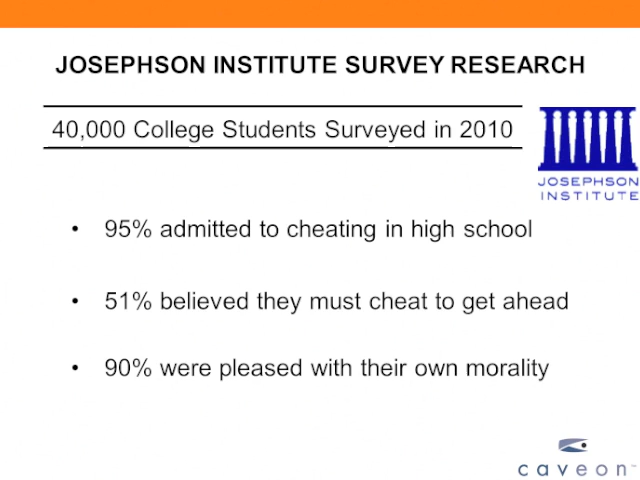 JOSEPHSON INSTITUTE SURVEY RESEARCH
40,000 College Students Surveyed in 2010
JOSEPHSON
INSTITUTE
• 95% admitted to cheating in high school
• 51% believed they must cheat to get ahead
• 90% were pleased with their own morality
caveon™